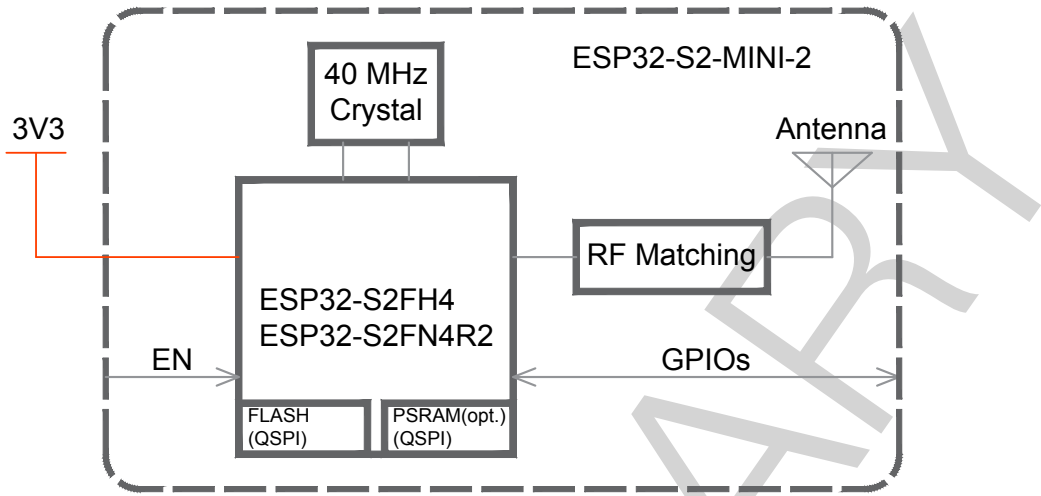 ESP32-S2-MINI-2
40 MHz
Crystal
3V3
Antenna
RF Matching
ESP32-S2FH4
ESP32-S2FN4R2
EN
GPIOs
FLASH
(QSPI)
PSRAM(opt.)
(QSPI)
ARY